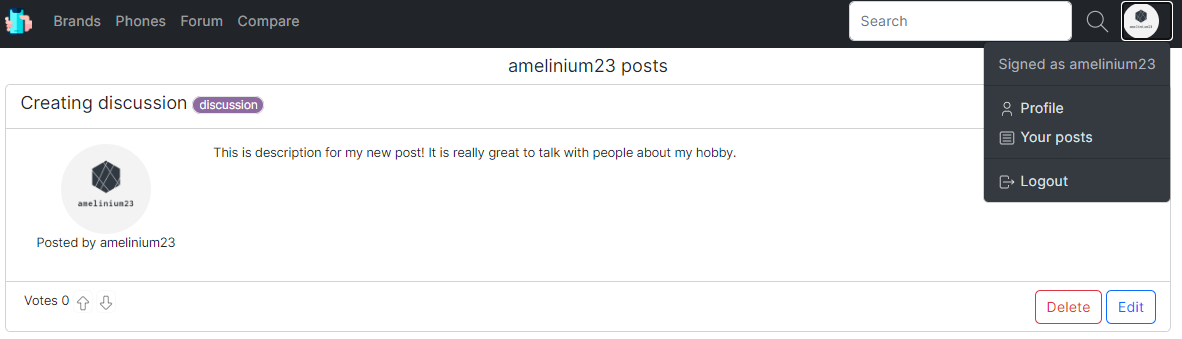 Brands Phones Forum Compare Search
Signed as amelinium23
Profile
Your posts
Logout
amelinium23 posts
Creating discussion discussion
This is description for my new post! It is really great to talk with people about my hobby.
amelinium23
Posted by amelinium23
Votes 0
Delete Edit